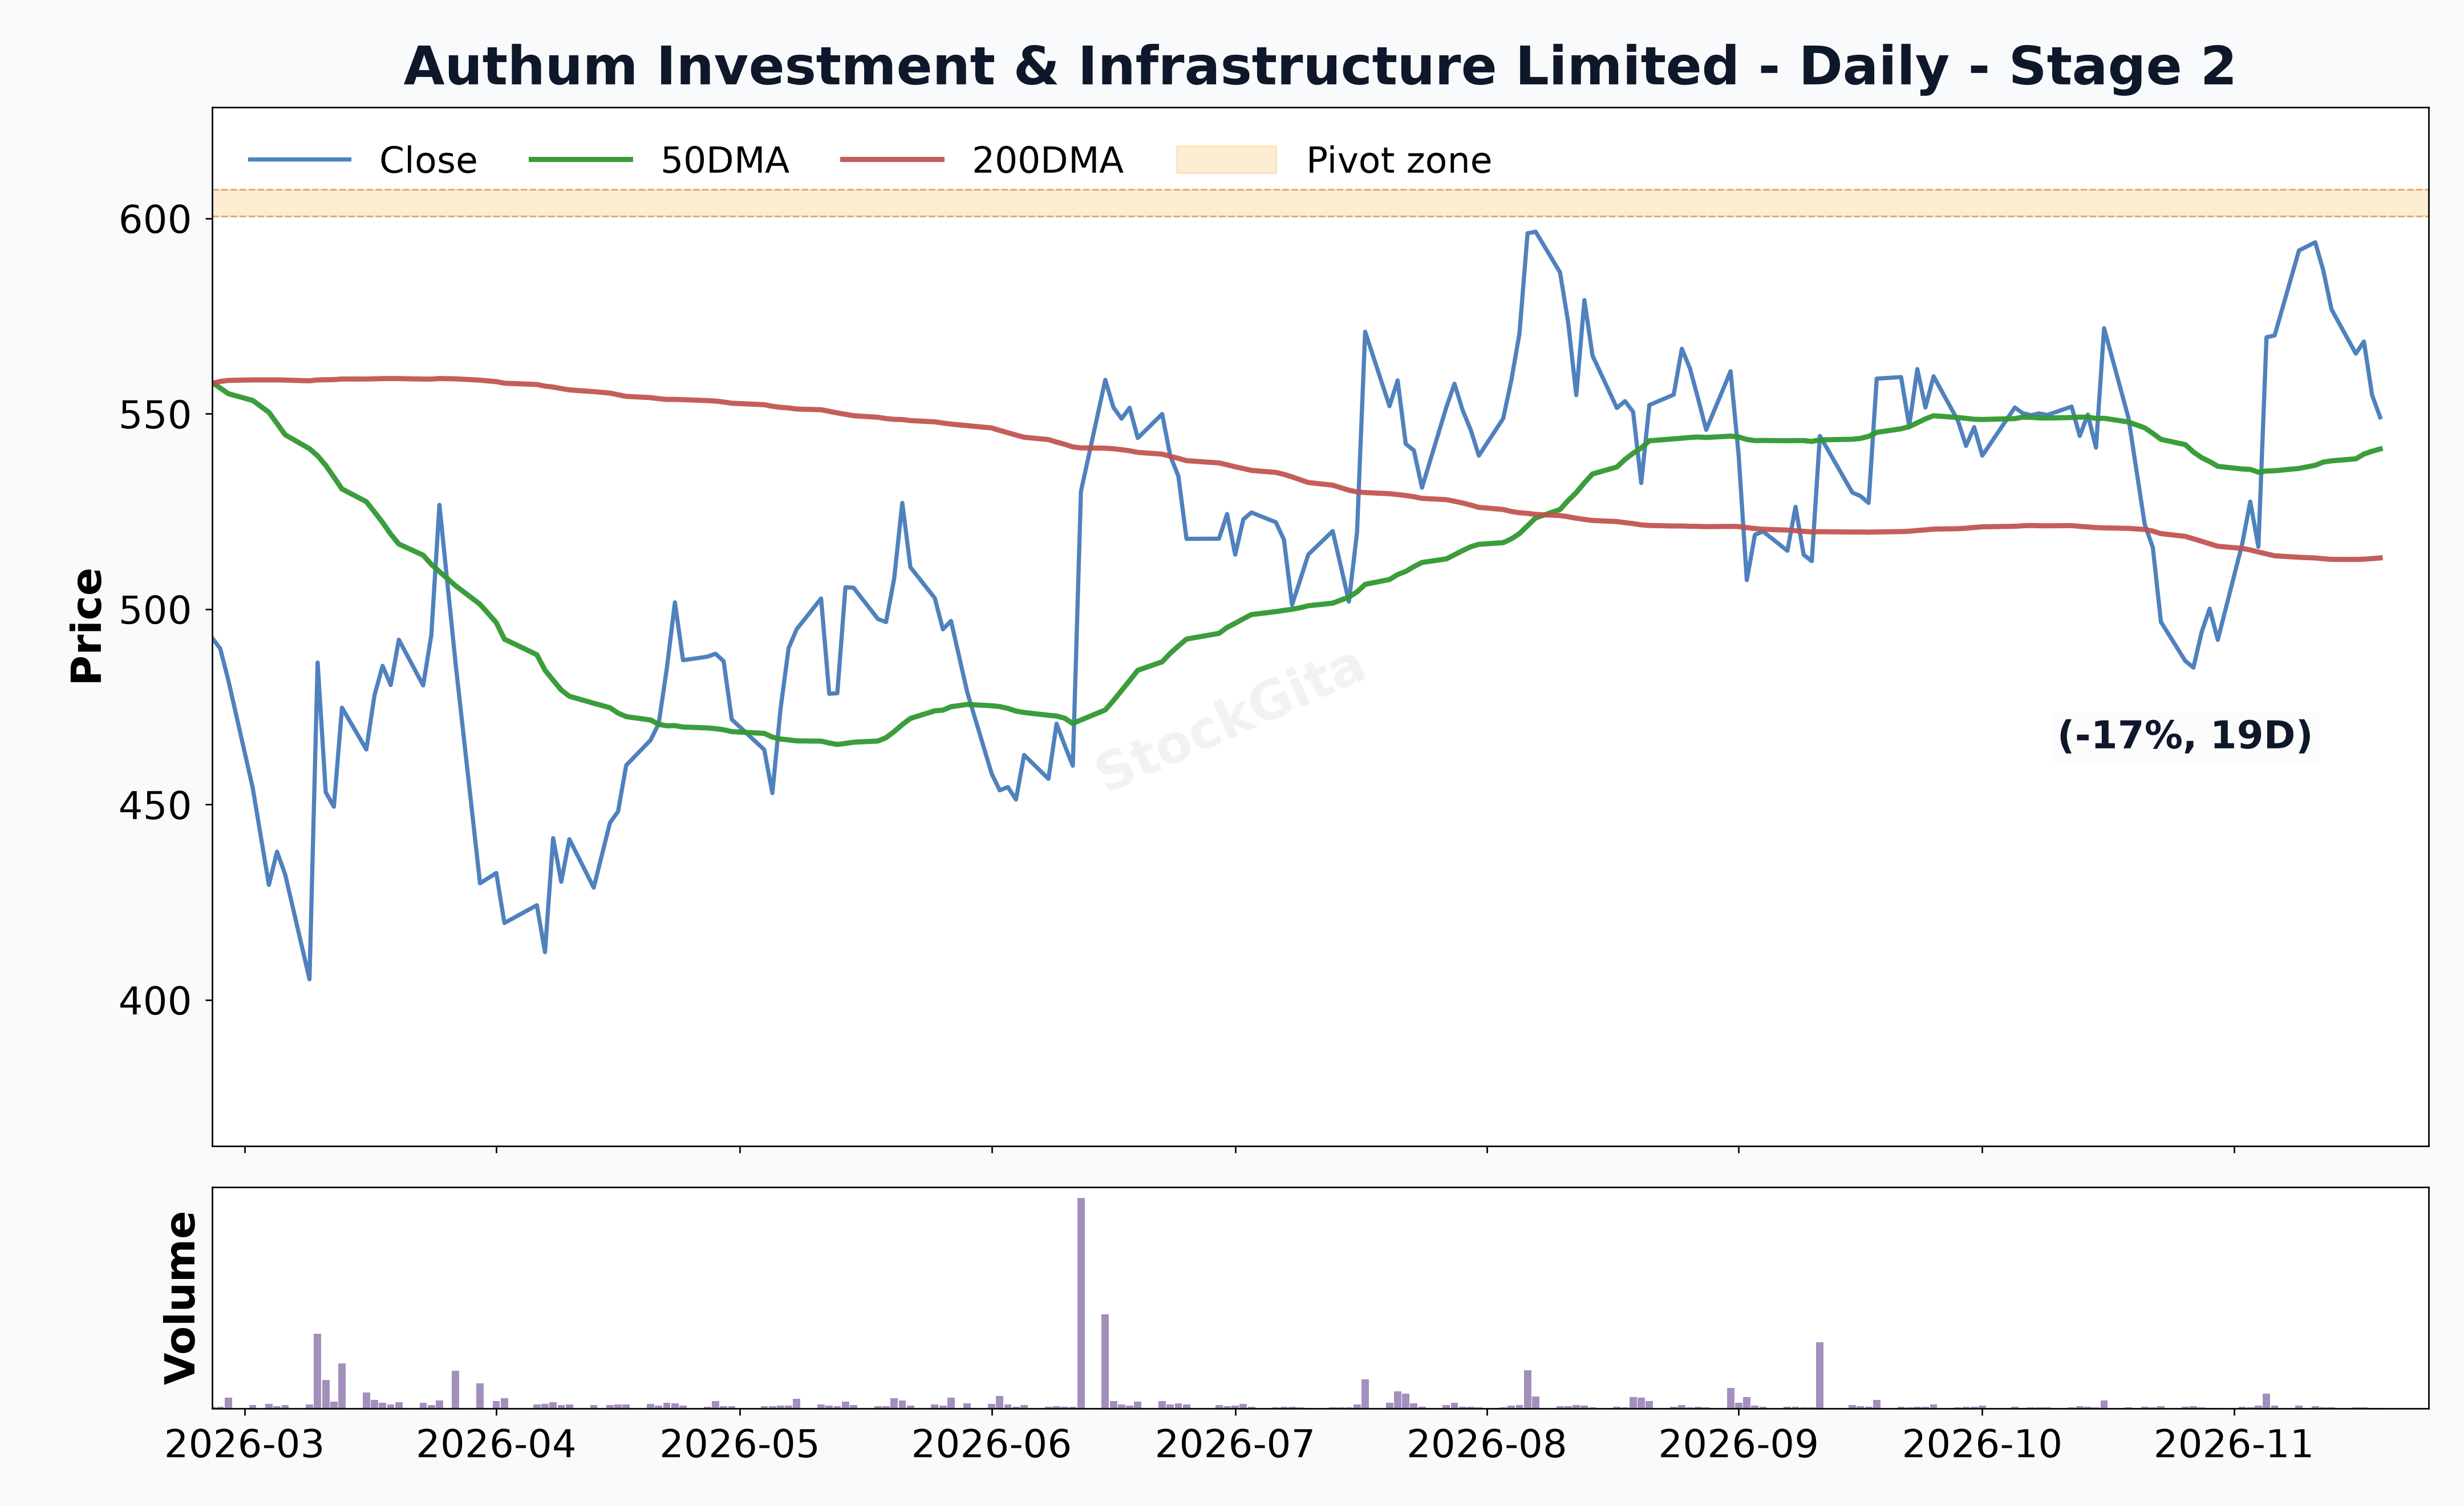 Authum Investment & Infrastructure Limited - Daily - Stage 2
Close 50DMA 200DMA Pivot zone
600
550
500
450
400
Price
StockGita
(-17%, 19D)
Volume
2026-03 2026-04 2026-05 2026-06 2026-07 2026-08 2026-09 2026-10 2026-11